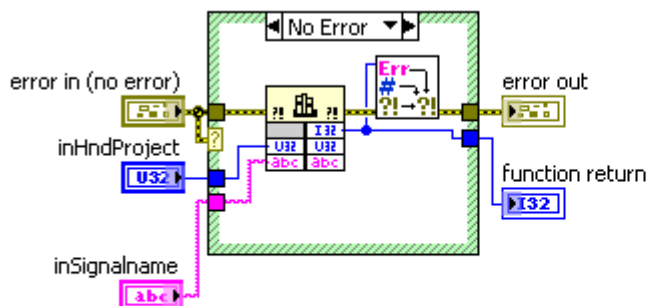 No Error
error in (no error)
Err
error out
#
?! → ?!
?!
?!
?
I32
inHndProject
U32
U32
U32
abc
abc
function return
I32
inSignalname
abc